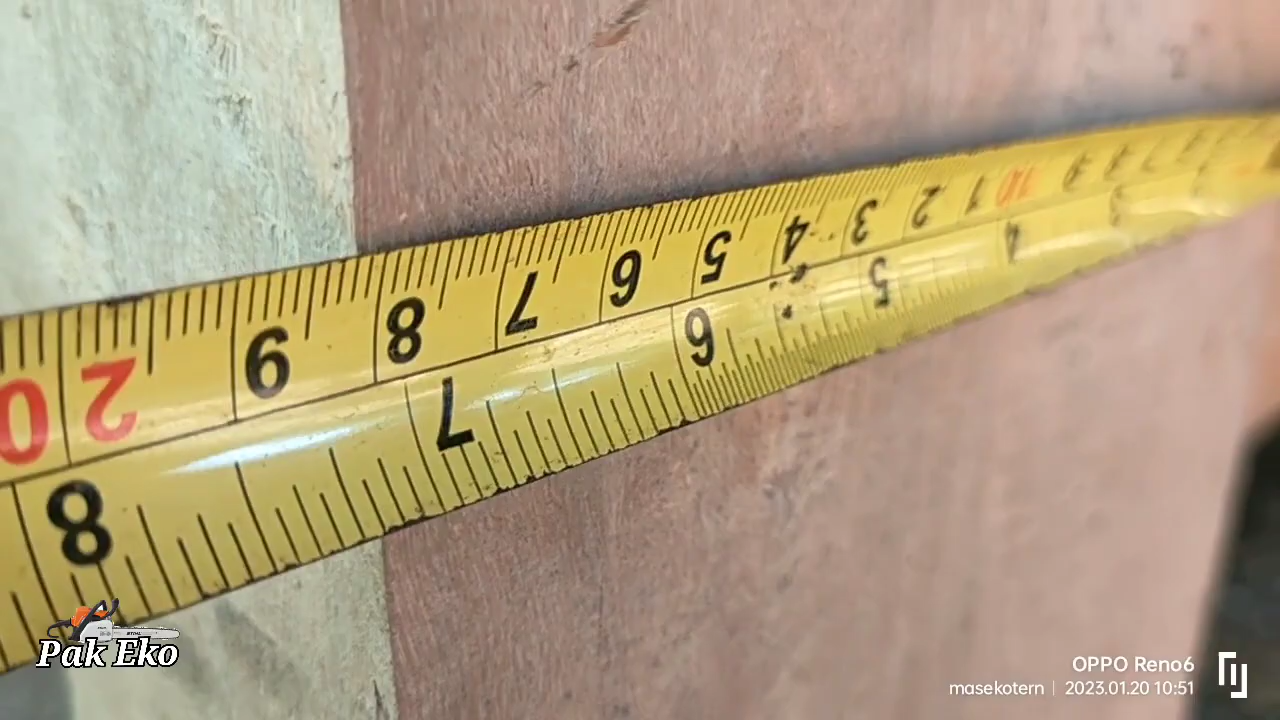 20 9 8 7 6 5 4 3 2 1 10
8 7 6 5 4
Pak Eko
OPPO Reno6
masekotern | 2023.01.20 10:51